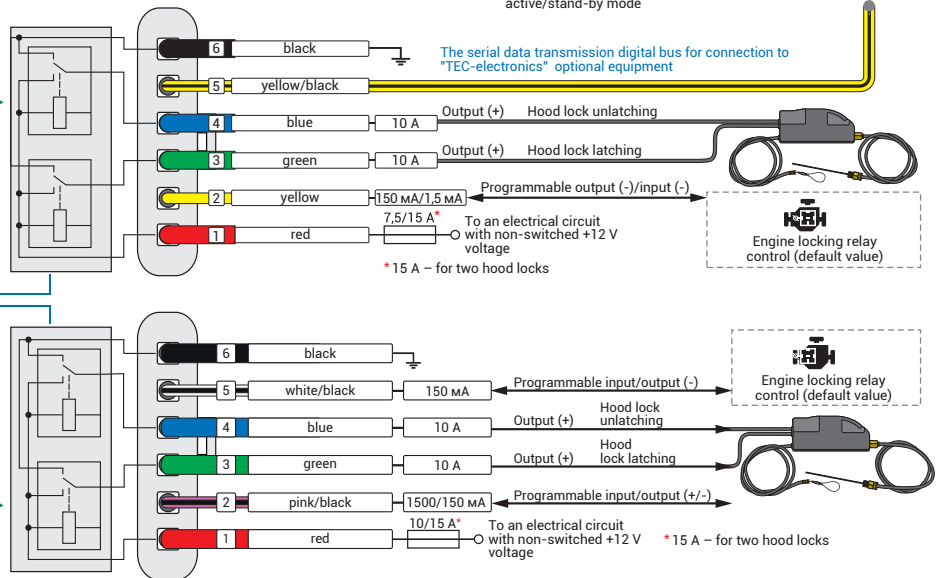 active/stand-by mode
6 black
The serial data transmission digital bus for connection to
"TEC-electronics" optional equipment
5 yellow/black
4 blue 10 A Output (+) Hood lock unlatching
3 green 10 A Output (+) Hood lock latching
2 yellow 150 мА/1,5 мА Programmable output (-)/input (-)
1 red 7,5/15 А* To an electrical circuit
with non-switched +12 V
voltage
* 15 A – for two hood locks
Engine locking relay
control (default value)
6 black
5 white/black 150 мА Programmable input/output (-)
Engine locking relay
control (default value)
4 blue 10 A Output (+) Hood lock
unlatching
3 green 10 A Output (+) Hood
lock latching
2 pink/black 1500/150 мА Programmable input/output (+/-)
1 red 10/15 A* To an electrical circuit
with non-switched +12 V
voltage
* 15 A – for two hood locks